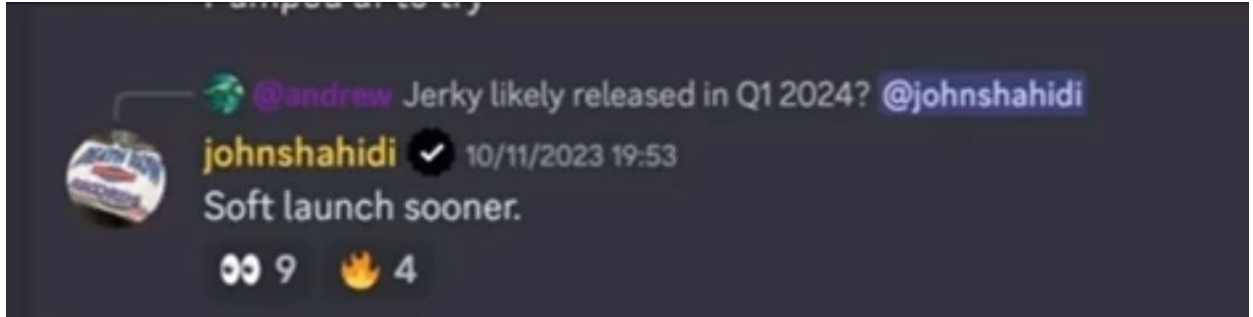 @andrew Jerky likely released in Q1 2024? @johnshahidi
johnshahidi 10/11/2023 19:53
Soft launch sooner.
9 4